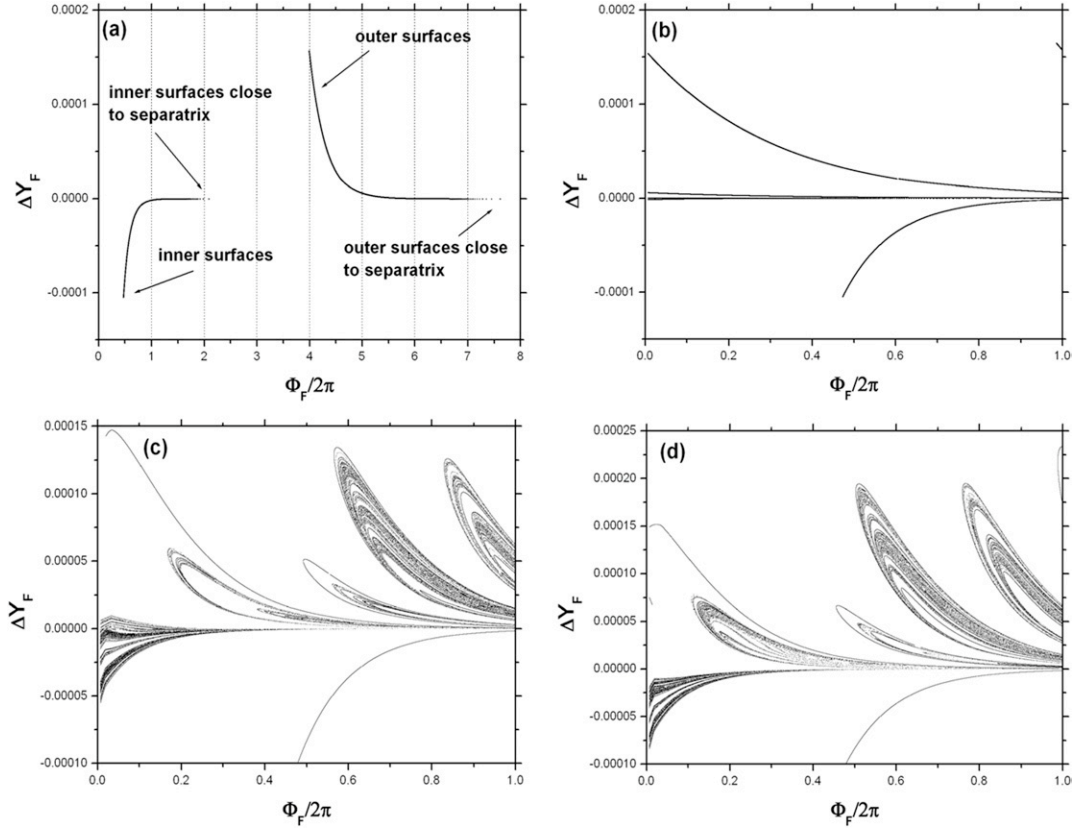 (a)
outer surfaces
inner surfaces close
to separatrix
inner surfaces
outer surfaces close
to separatrix
ΔY_F
0.0002
0.0001
0.0000
-0.0001
0 1 2 3 4 5 6 7 8
Φ_F/2π
(b)
ΔY_F
0.0002
0.0001
0.0000
-0.0001
0.0 0.2 0.4 0.6 0.8 1.0
Φ_F/2π
(c)
ΔY_F
0.00015
0.00010
0.00005
0.00000
-0.00005
-0.00010
0.0 0.2 0.4 0.6 0.8 1.0
Φ_F/2π
(d)
ΔY_F
0.00025
0.00020
0.00015
0.00010
0.00005
0.00000
-0.00005
-0.00010
0.0 0.2 0.4 0.6 0.8 1.0
Φ_F/2π